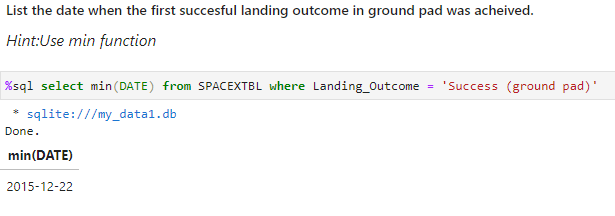 List the date when the first succesful landing outcome in ground pad was acheived.
Hint:Use min function
%sql select min(DATE) from SPACEXTBL where Landing_Outcome = 'Success (ground pad)'
* sqlite:///my_data1.db
Done.
min(DATE)
2015-12-22